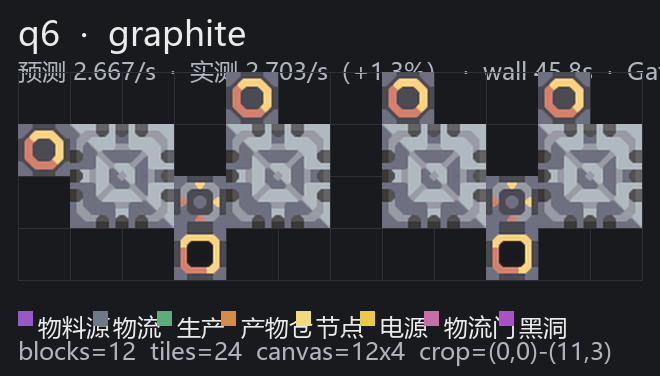 q6 · graphite
预测 2.667/s · 实测 2.703/s (+1.3%) · wall 45.8s · Gat
物料源 物流 生产 产物仓 节点 电源 物流门 黑洞
blocks=12 tiles=24 canvas=12x4 crop=(0,0)-(11,3)